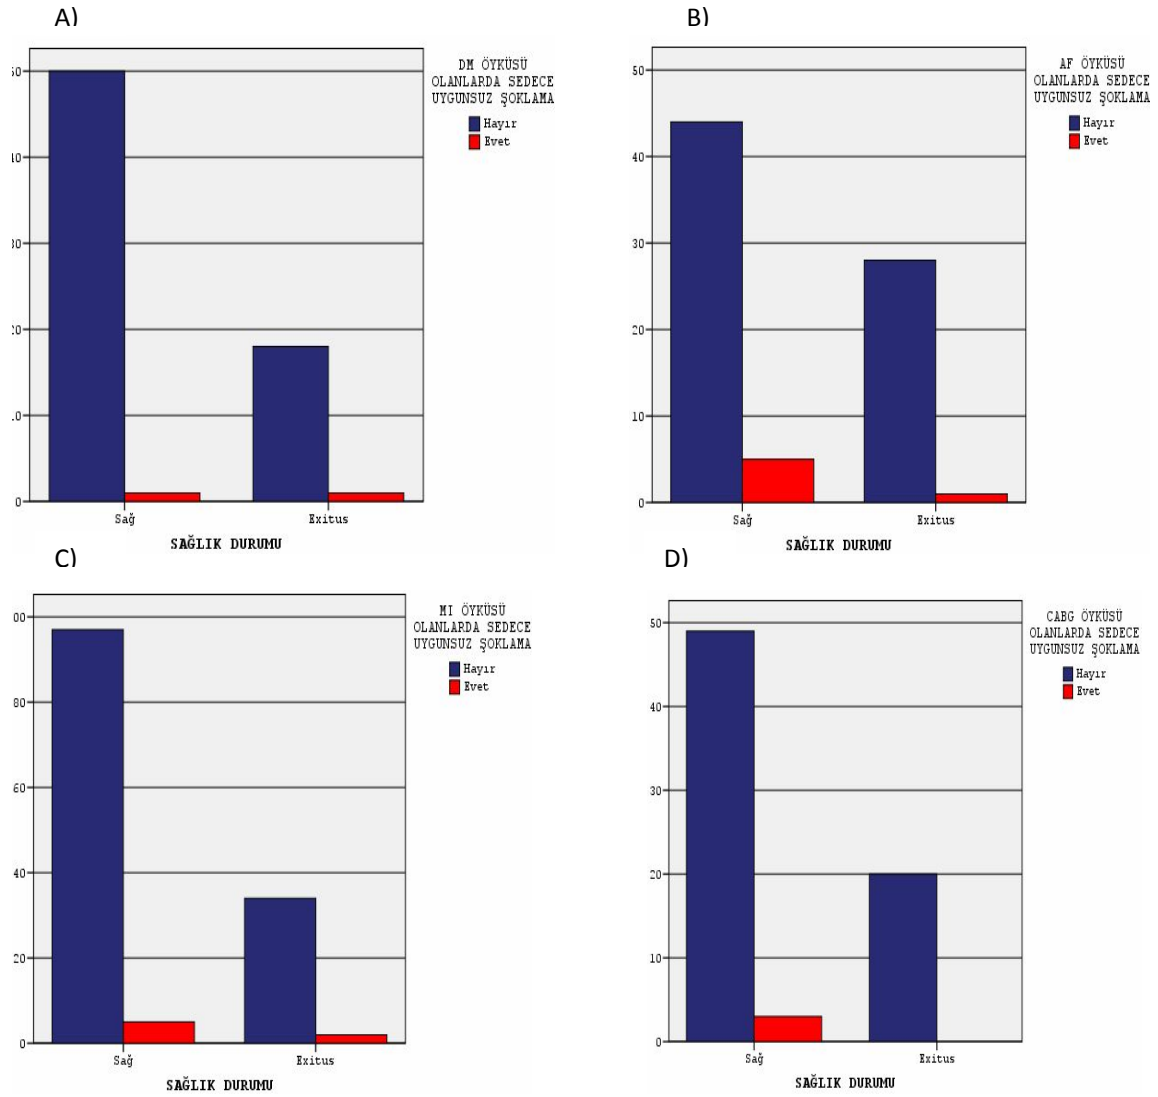 A)
DM ÖYKÜSÜ
OLANLARDA SEDECE
UYGUNSUZ ŞOKLAMA
Hayır
Evet
0
Sağ
Exitus
SAĞLIK DURUMU
B)
AF ÖYKÜSÜ
OLANLARDA SEDECE
UYGUNSUZ ŞOKLAMA
Hayır
Evet
50
40
30
20
10
0
Sağ
Exitus
SAĞLIK DURUMU
C)
MI ÖYKÜSÜ
OLANLARDA SEDECE
UYGUNSUZ ŞOKLAMA
Hayır
Evet
00
80
60
40
20
0
Sağ
Exitus
SAĞLIK DURUMU
D)
CABG ÖYKÜSÜ
OLANLARDA SEDECE
UYGUNSUZ ŞOKLAMA
Hayır
Evet
50
40
30
20
10
0
Sağ
Exitus
SAĞLIK DURUMU